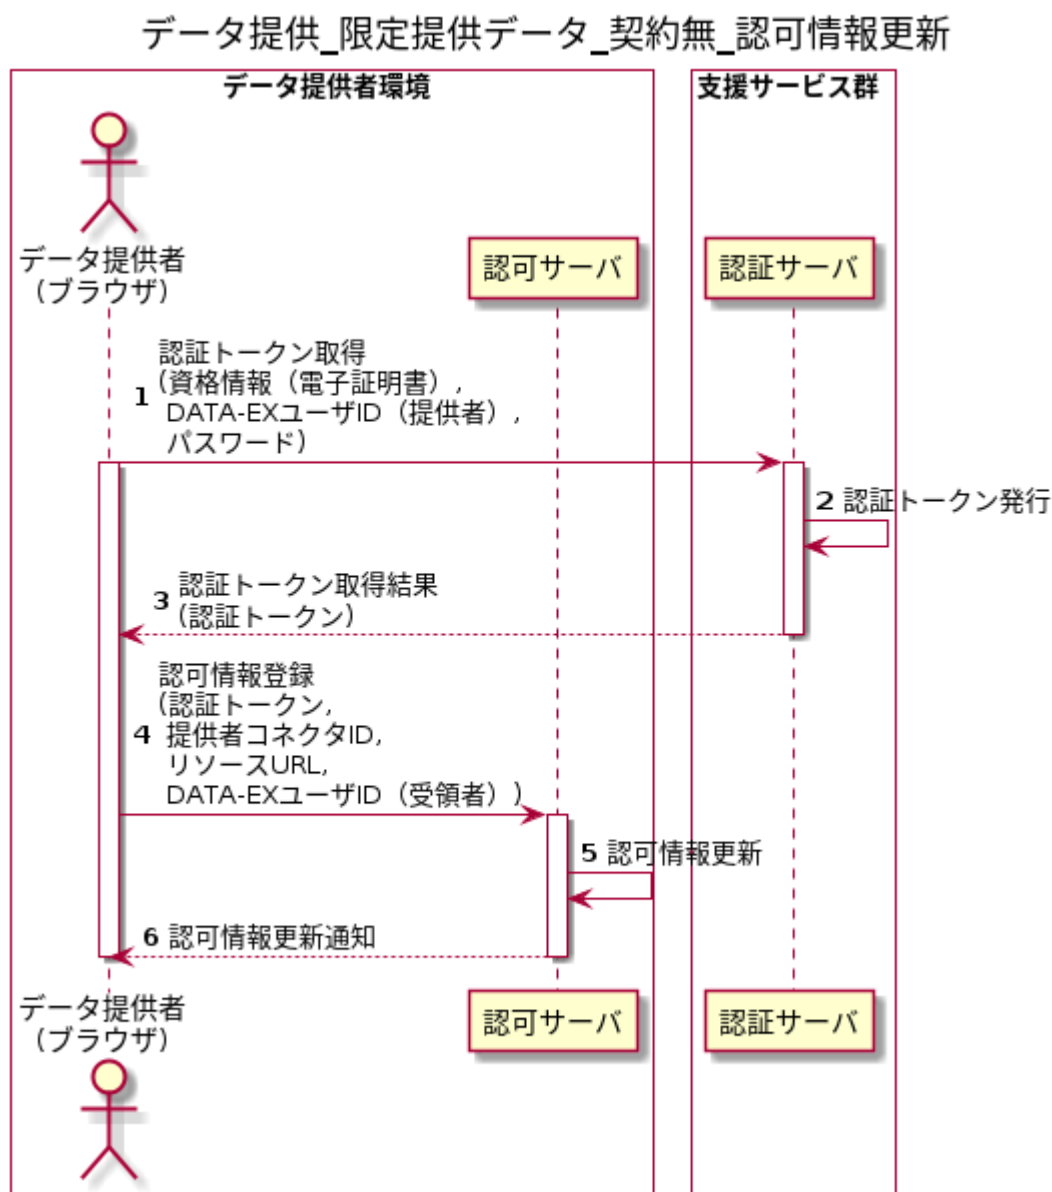 データ提供_限定提供データ_契約無_認可情報更新
データ提供者環境
支援サービス群
データ提供者
（ブラウザ）
認可サーバ
認証サーバ
認証トークン取得
1 （資格情報（電子証明書）,
DATA-EXユーザID（提供者）,
パスワード）
2 認証トークン発行
認証トークン取得結果
3 （認証トークン）
認可情報登録
（認証トークン,
4 提供者コネクタID,
リソースURL,
DATA-EXユーザID（受領者））
5 認可情報更新
6 認可情報更新通知
データ提供者
（ブラウザ）
認可サーバ
認証サーバ